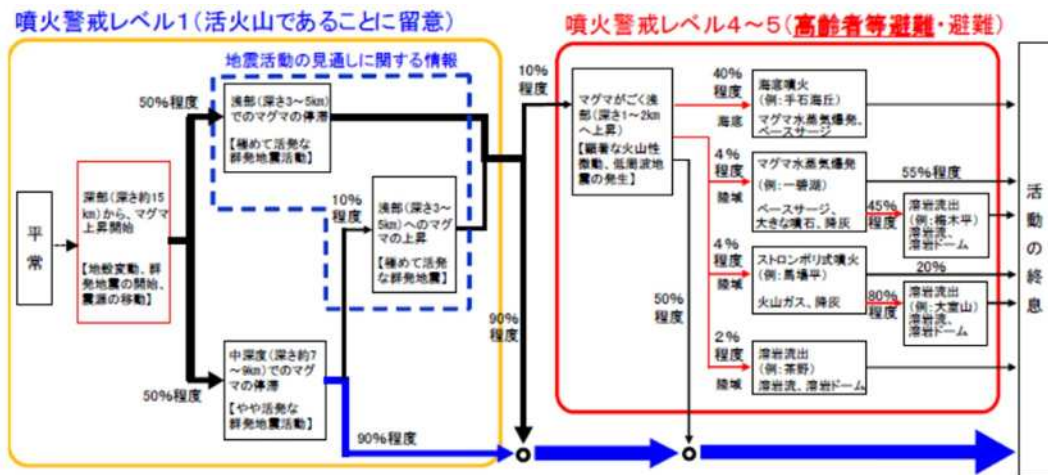 噴火警戒レベル1(活火山であることに留意)
噴火警戒レベル4～5(高齢者等避難・避難)
地震活動の見通しに関する情報
平
常
深部(深さ約15
km)から、マグマ
上昇開始
【地殻変動、群
発地震の開始、
震源の移動】
50%程度
浅部(深さ3～5km)
でのマグマの停滞
【極めて活発な
群発地震活動】
10%
程度
浅部(深さ3～
5km)へのマグ
マの上昇
【極めて活発
な群発地震】
50%程度
中深度(深さ約7
～9km)でのマグ
マの停滞
【やや活発な
群発地震活動】
90%程度
10%
程度
90%
程度
マグマがごく浅
部(深さ1～2km
へ上昇)
【顕著な火山性
微動、低周波地
震の発生】
50%
程度
40%
程度
海底
海底噴火
(例:手石海丘)
マグマ水蒸気爆発、
ベースサージ
4%
程度
陸域
マグマ水蒸気爆発
(例:一碧湖)
ベースサージ、
大きな噴石、降灰
55%程度
45%
程度
溶岩流出
(例:梅木平)
溶岩流、
溶岩ドーム
4%
程度
陸域
ストロンボリ式噴火
(例:馬場平)
火山ガス、降灰
20%
80%
程度
溶岩流出
(例:大室山)
溶岩流、
溶岩ドーム
2%
程度
陸域
溶岩流出
(例:茶野)
溶岩流、溶岩ドーム
活
動
の
終
息